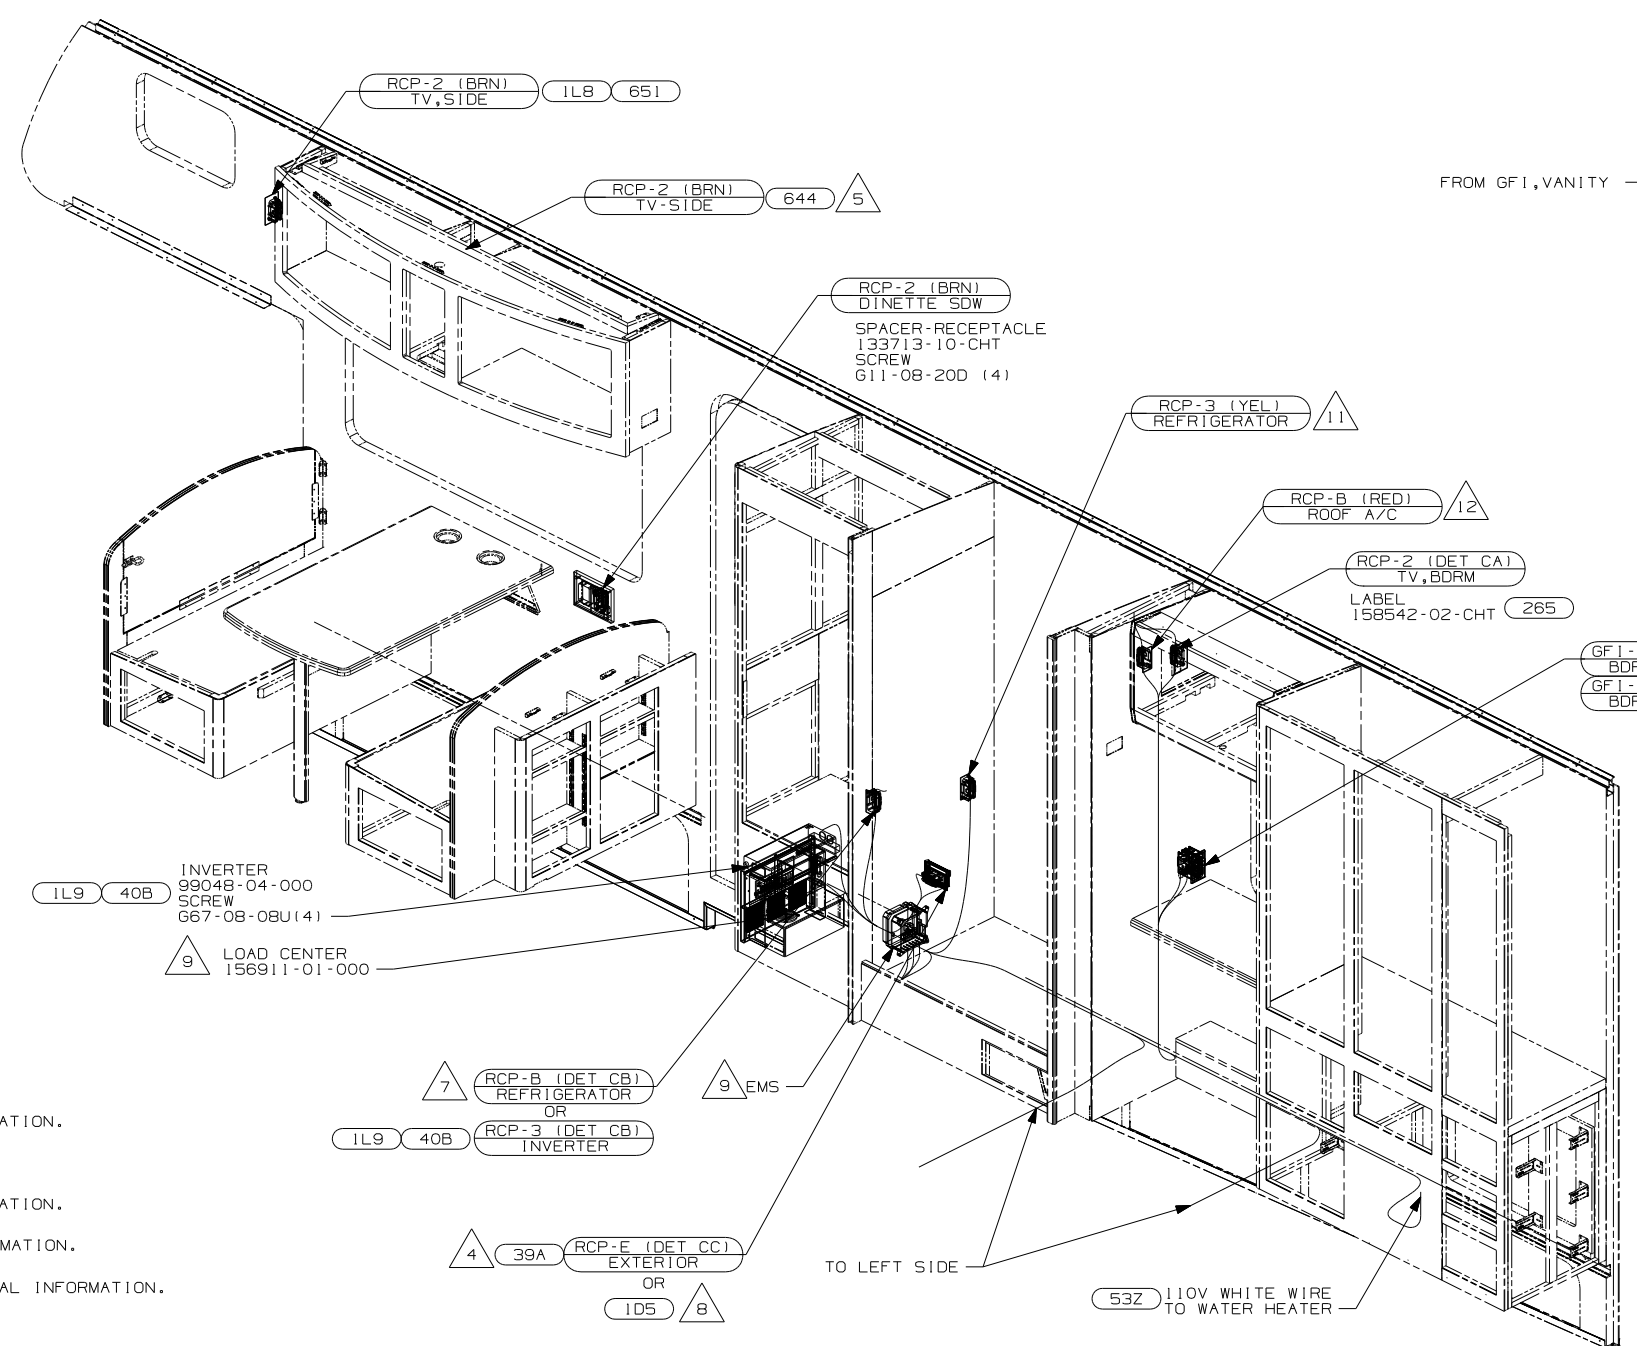 RCP-2 (BRN)
TV,SIDE
1L8
651
RCP-2 (BRN)
TV-SIDE
644
5
FROM GFI,VANITY
RCP-2 (BRN)
DINETTE SDW
SPACER-RECEPTACLE
133713-10-CHT
SCREW
G11-08-20D (4)
RCP-3 (YEL)
REFRIGERATOR
11
RCP-B (RED)
ROOF A/C
12
RCP-2 (DET CA)
TV,BDRM
LABEL
158542-02-CHT
265
GFI-
BDR
GFI-
BDR
INVERTER
99048-04-000
SCREW
G67-08-08U(4)
1L9
40B
9
LOAD CENTER
156911-01-000
7
RCP-B (DET CB)
REFRIGERATOR
OR
1L9
40B
RCP-3 (DET CB)
INVERTER
9
EMS
ATION.
ATION.
MATION.
AL INFORMATION.
4
39A
RCP-E (DET CC)
EXTERIOR
OR
1D5
8
TO LEFT SIDE
53Z
110V WHITE WIRE
TO WATER HEATER